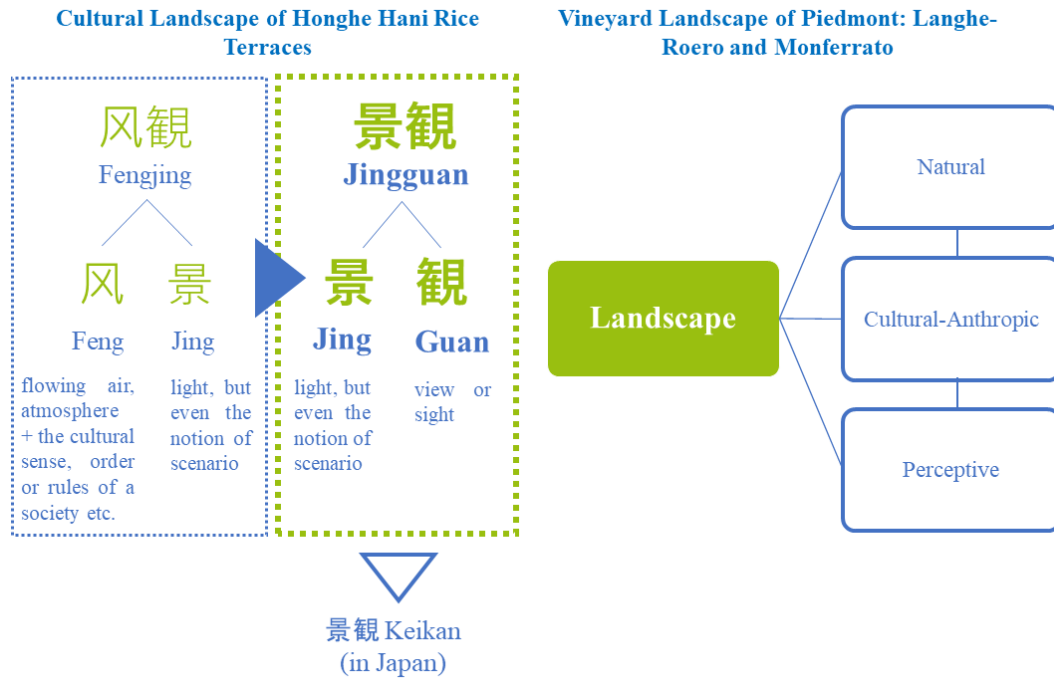 Cultural Landscape of Honghe Hani Rice
Terraces
风観
Fengjing
风 景
Feng Jing
flowing air,
atmosphere
+ the cultural
sense, order
or rules of a
society etc.
light, but
even the
notion of
scenario
景観
Jingguan
景 観
Jing Guan
light, but
even the
notion of
scenario
view or
sight
景観 Keikan
(in Japan)
Vineyard Landscape of Piedmont: Langhe-
Roero and Monferrato
Landscape
Natural
Cultural-Anthropic
Perceptive